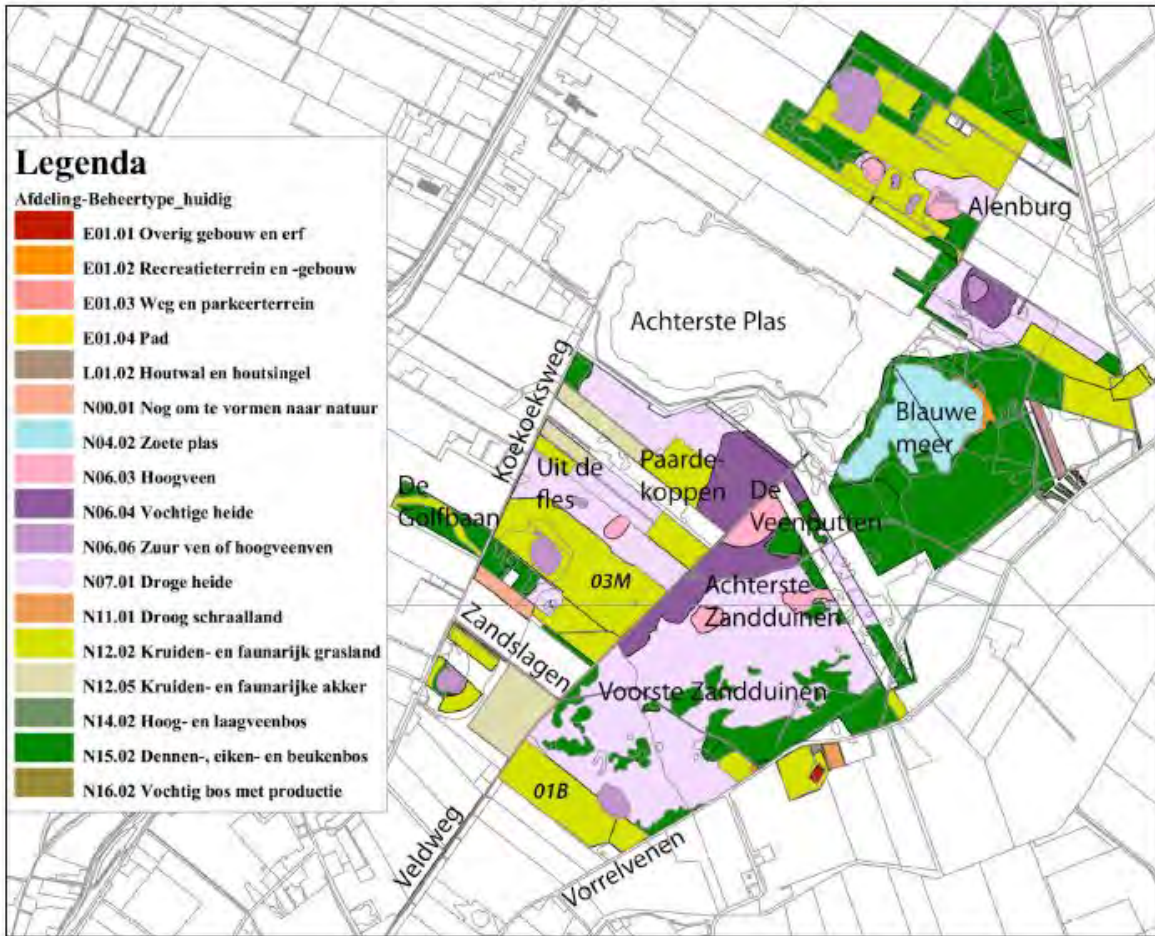 Legenda
Afdeling-Beheertype_huidig
E01.01 Overig gebouw en erf
E01.02 Recreatieterrein en -gebouw
E01.03 Weg en parkeerterrein
E01.04 Pad
L01.02 Houtwal en houtsingel
N00.01 Nog om te vormen naar natuur
N04.02 Zoete plas
N06.03 Hoogveen
N06.04 Vochtige heide
N06.06 Zuur ven of hoogveenven
N07.01 Droge heide
N11.01 Droog schraalland
N12.02 Kruiden- en faunarijk grasland
N12.05 Kruiden- en faunarijke akker
N14.02 Hoog- en laagveenbos
N15.02 Dennen-, eiken- en beukenbos
N16.02 Vochtig bos met productie
Alenburg
Achterste Plas
Blauwe
meer
Koekoeksweg
Uit de
fles
Paarde-
koppen
De
Veenputten
De
Golfbaan
03M
Achterste
Zandduinen
Zandslagen
Voorste Zandduinen
01B
Veldweg
Vorrelvenen